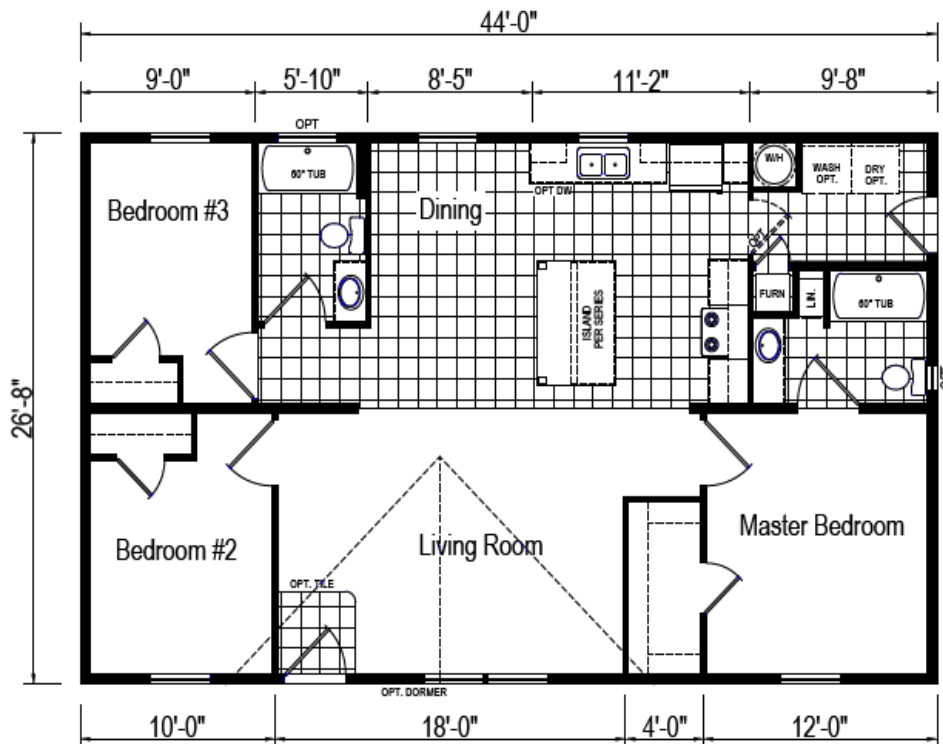 44'-0"
9'-0"
5'-10"
8'-5"
11'-2"
9'-8"
OPT
60" TUB
W/H
WASH
OPT.
DRY
OPT.
OPT DW
Bedroom #3
Dining
OPT
FURN
LIN.
60" TUB
ISLAND
PER SERIES
OPT
26'-8"
Bedroom #2
Living Room
Master Bedroom
OPT. TILE
OPT. DORMER
10'-0"
18'-0"
4'-0"
12'-0"